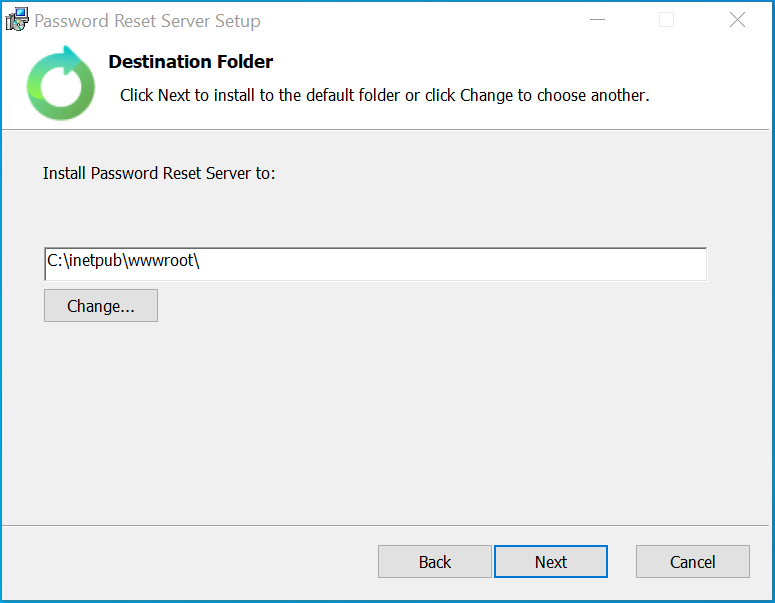 Password Reset Server Setup
Destination Folder
Click Next to install to the default folder or click Change to choose another.
Install Password Reset Server to:
C:\inetpub\wwwroot\
Change...
Back Next Cancel